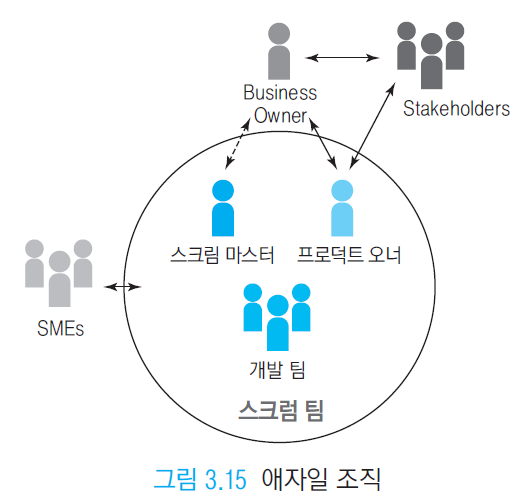 Business
Owner
Stakeholders
스크림 마스터
프로덕트 오너
SMEs
개발 팀
스크럼 팀
그림 3.15 애자일 조직